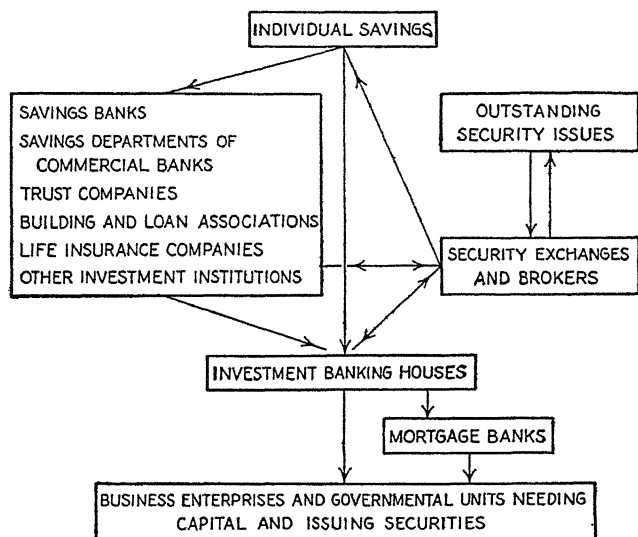 INDIVIDUAL SAVINGS
SAVINGS BANKS
SAVINGS DEPARTMENTS OF
COMMERCIAL BANKS
TRUST COMPANIES
BUILDING AND LOAN ASSOCIATIONS
LIFE INSURANCE COMPANIES
OTHER INVESTMENT INSTITUTIONS
OUTSTANDING
SECURITY ISSUES
SECURITY EXCHANGES
AND BROKERS
INVESTMENT BANKING HOUSES
MORTGAGE BANKS
BUSINESS ENTERPRISES AND GOVERNMENTAL UNITS NEEDING
CAPITAL AND ISSUING SECURITIES